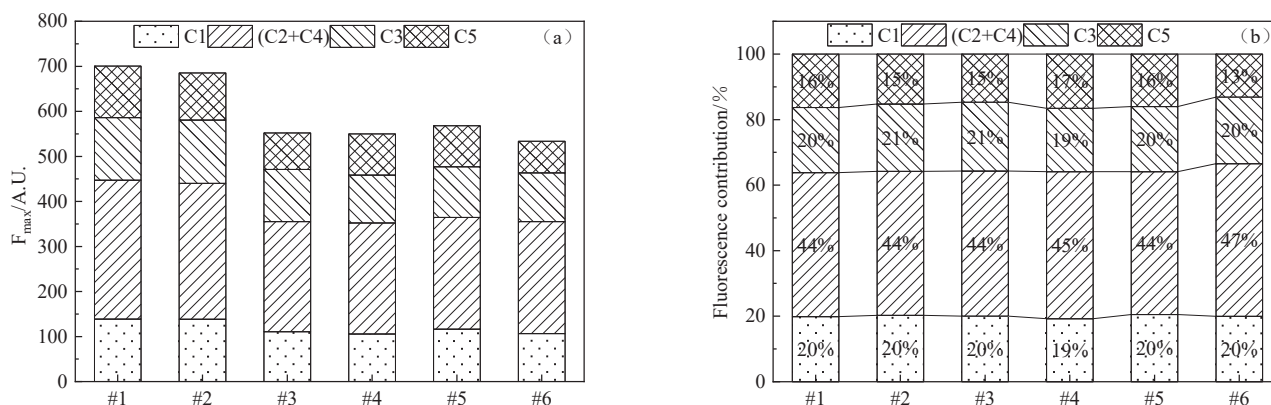 C1 (C2+C4) C3 C5 （a）
800
700
600
500
400
300
200
100
0
F_max/A.U.
#1 #2 #3 #4 #5 #6
C1 (C2+C4) C3 C5 （b）
100
80
60
40
20
0
Fluorescence contribution/%
16% 15% 15% 17% 16% 13%
20% 21% 21% 19% 20% 20%
44% 44% 44% 45% 44% 47%
20% 20% 20% 19% 20% 20%
#1 #2 #3 #4 #5 #6